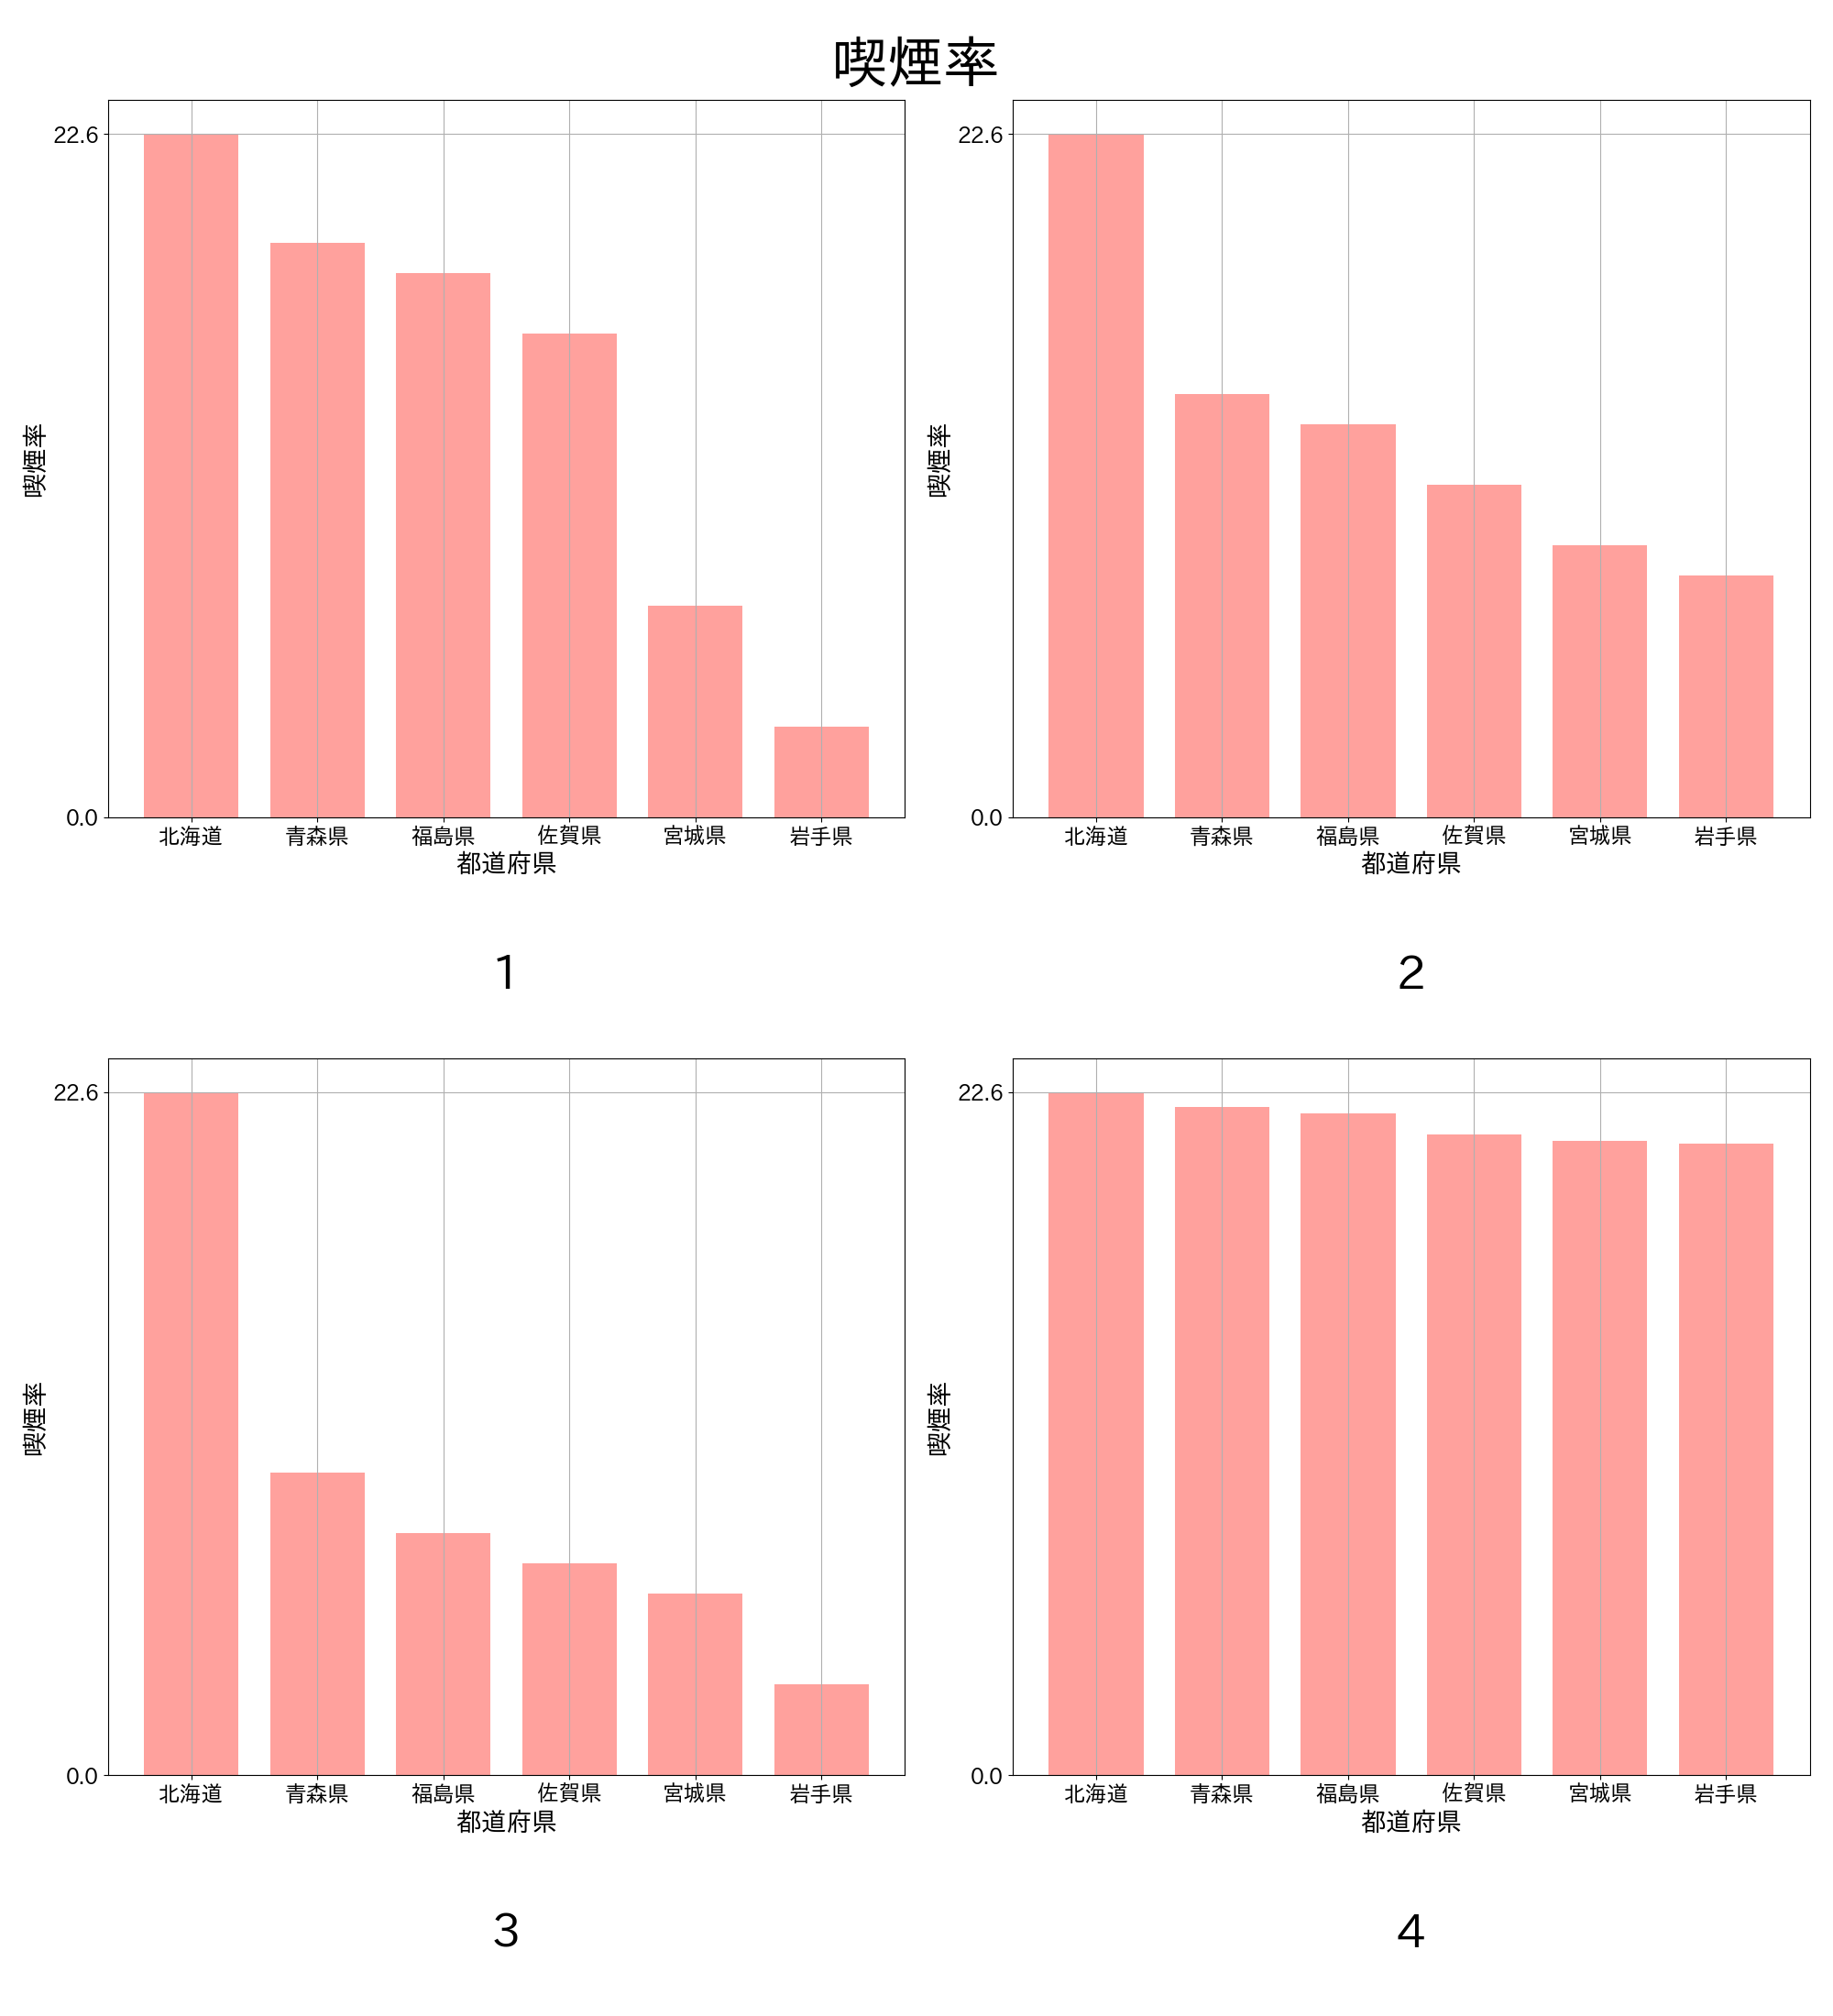 喫煙率
22.6
喫煙率
0.0
北海道 青森県 福島県 佐賀県 宮城県 岩手県
都道府県
1
22.6
喫煙率
0.0
北海道 青森県 福島県 佐賀県 宮城県 岩手県
都道府県
2
22.6
喫煙率
0.0
北海道 青森県 福島県 佐賀県 宮城県 岩手県
都道府県
3
22.6
喫煙率
0.0
北海道 青森県 福島県 佐賀県 宮城県 岩手県
都道府県
4